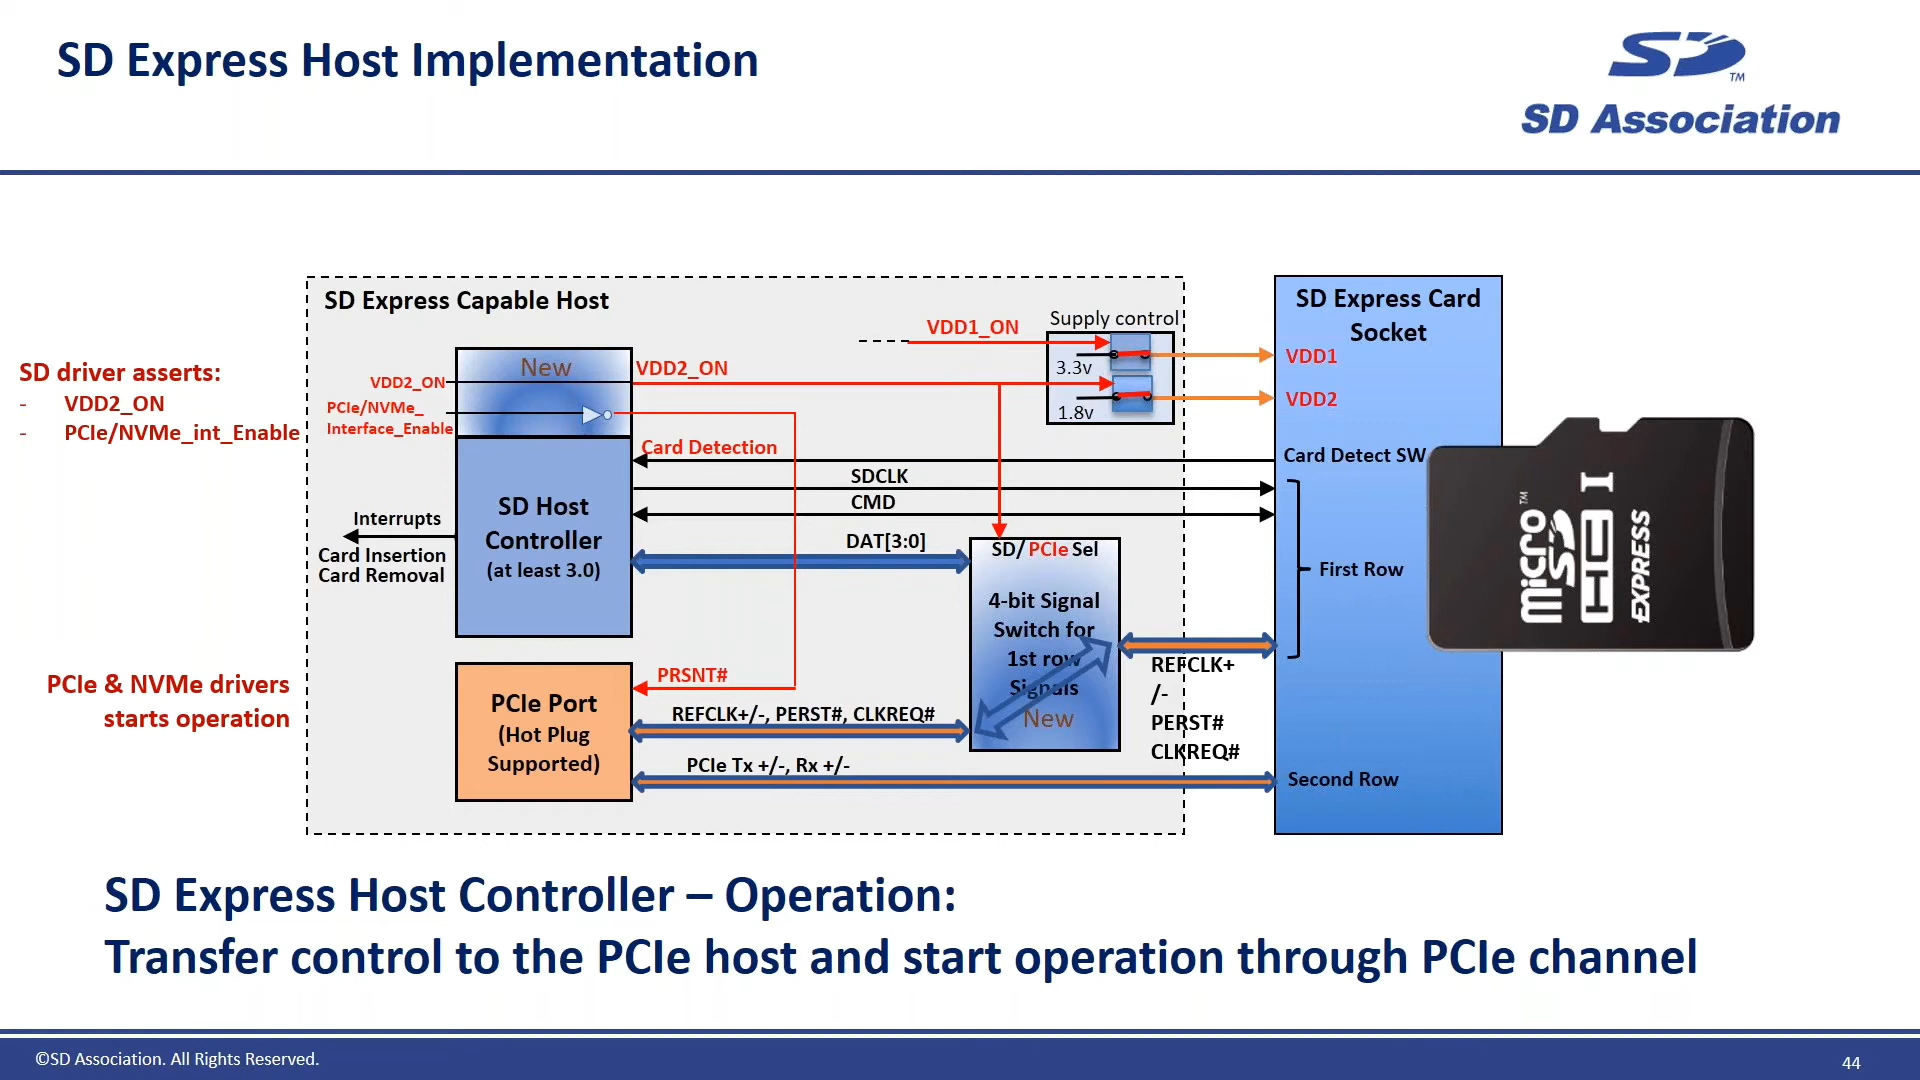 SD Express Host Implementation
SD
TM
SD Association
SD Express Capable Host
SD driver asserts:
- VDD2_ON
- PCIe/NVMe_int_Enable
PCIe & NVMe drivers
starts operation
New
VDD2_ON
PCIe/NVMe_
Interface_Enable
VDD2_ON
VDD1_ON
Supply control
3.3v
1.8v
Card Detection
SDCLK
CMD
DAT[3:0]
SD Host
Controller
(at least 3.0)
Interrupts
Card Insertion
Card Removal
PCIe Port
(Hot Plug
Supported)
PRSNT#
REFCLK+/-, PERST#, CLKREQ#
PCIe Tx +/-, Rx +/-
SD/ PCIe Sel
4-bit Signal
Switch for
1st row
Signals
New
REFCLK+
/-
PERST#
CLKREQ#
SD Express Card
Socket
VDD1
VDD2
Card Detect SW
First Row
Second Row
micro
TM
SD
HC
I
EXPRESS
SD Express Host Controller – Operation:
Transfer control to the PCIe host and start operation through PCIe channel
©SD Association. All Rights Reserved.
44